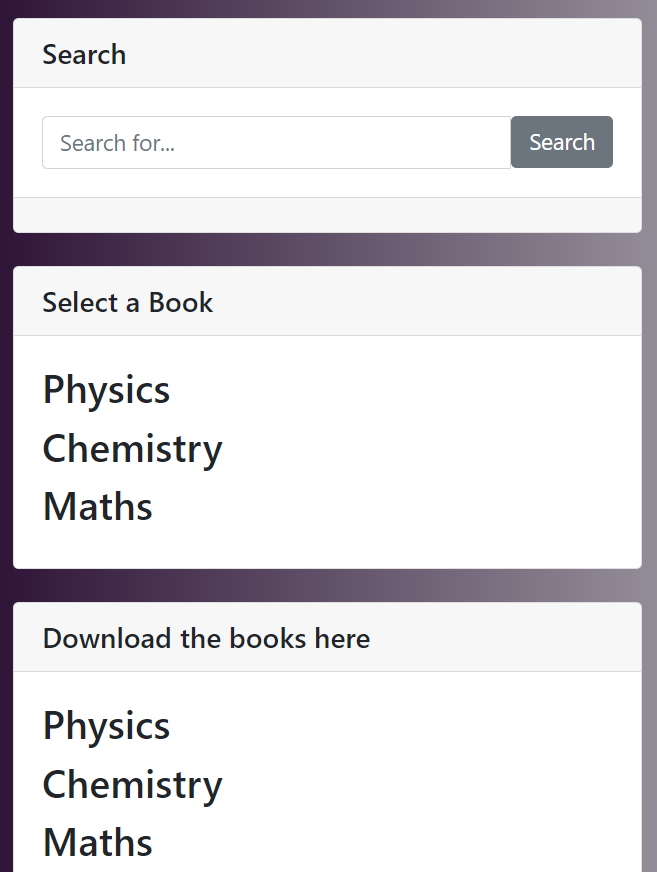 Search
Search for...
Search
Select a Book
Physics
Chemistry
Maths
Download the books here
Physics
Chemistry
Maths